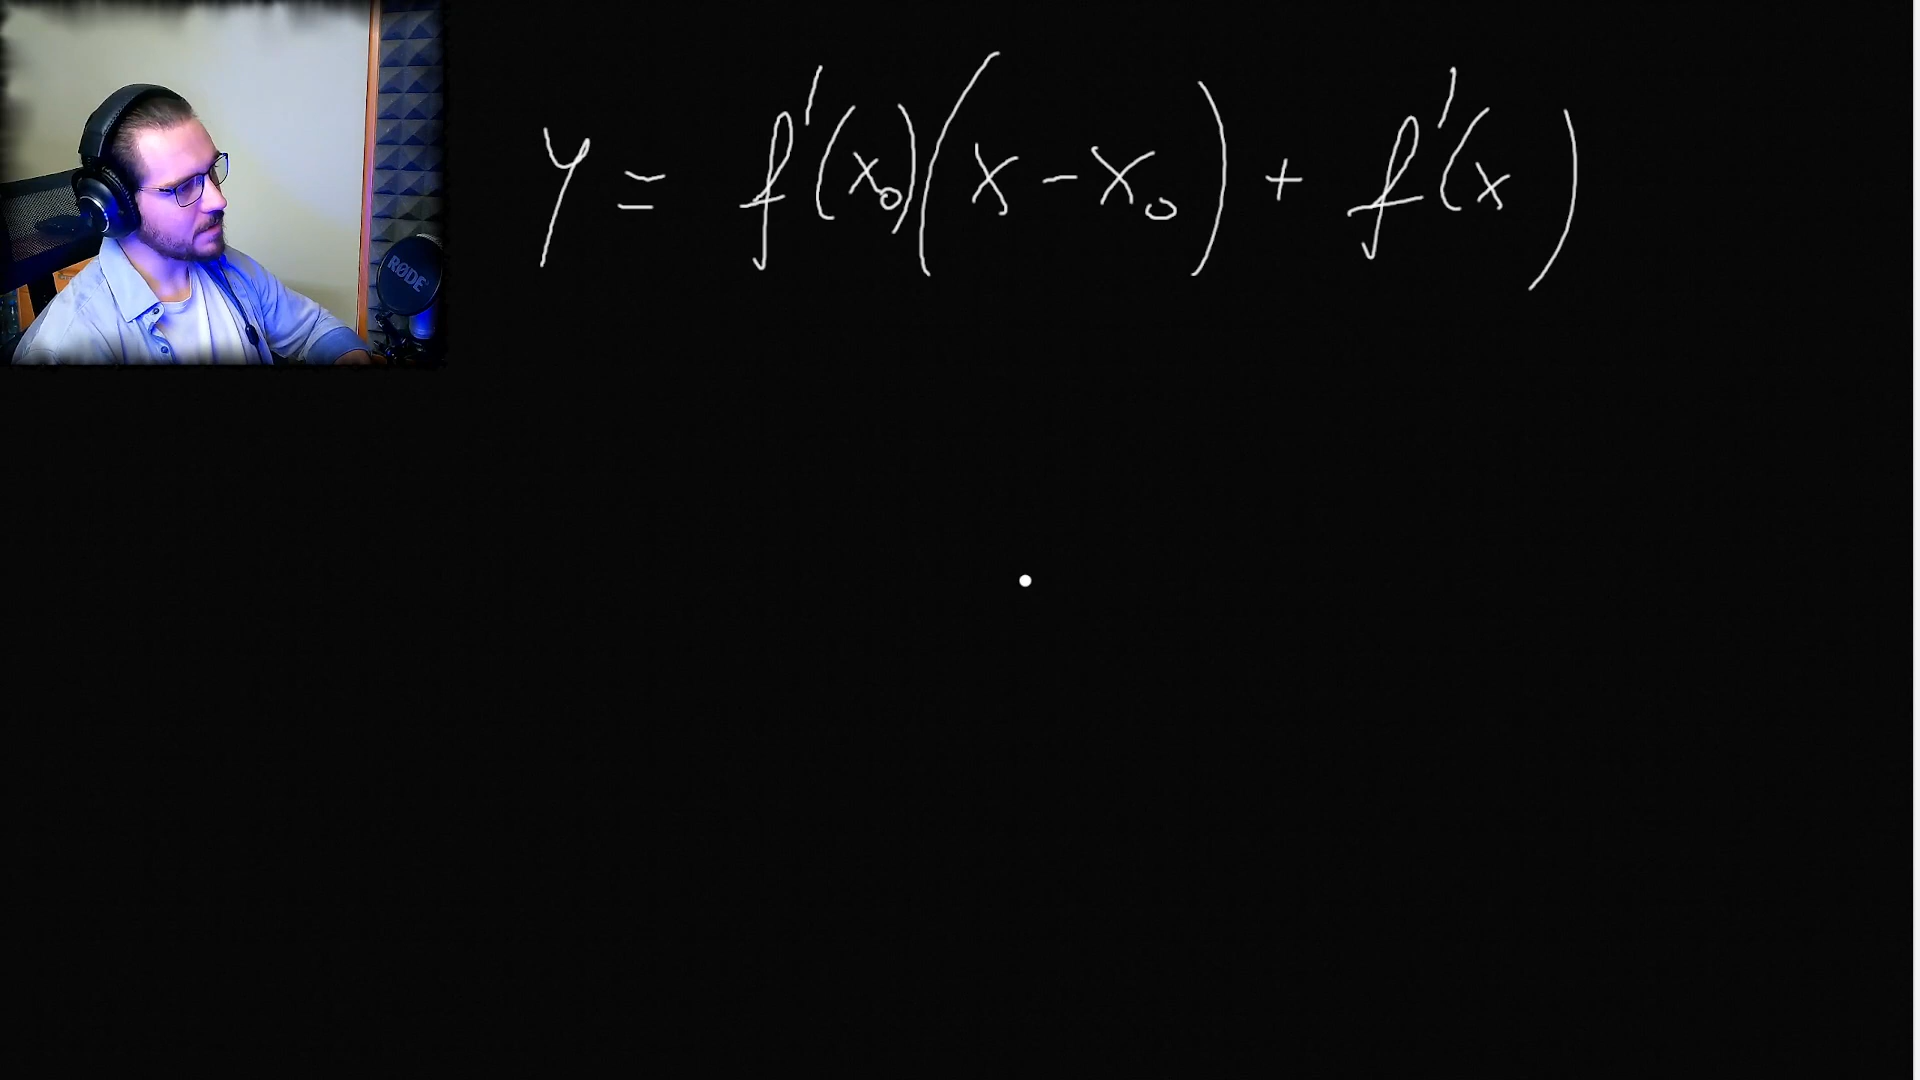 RØDE
y = f'(x₀)(x - x₀) + f'(x)